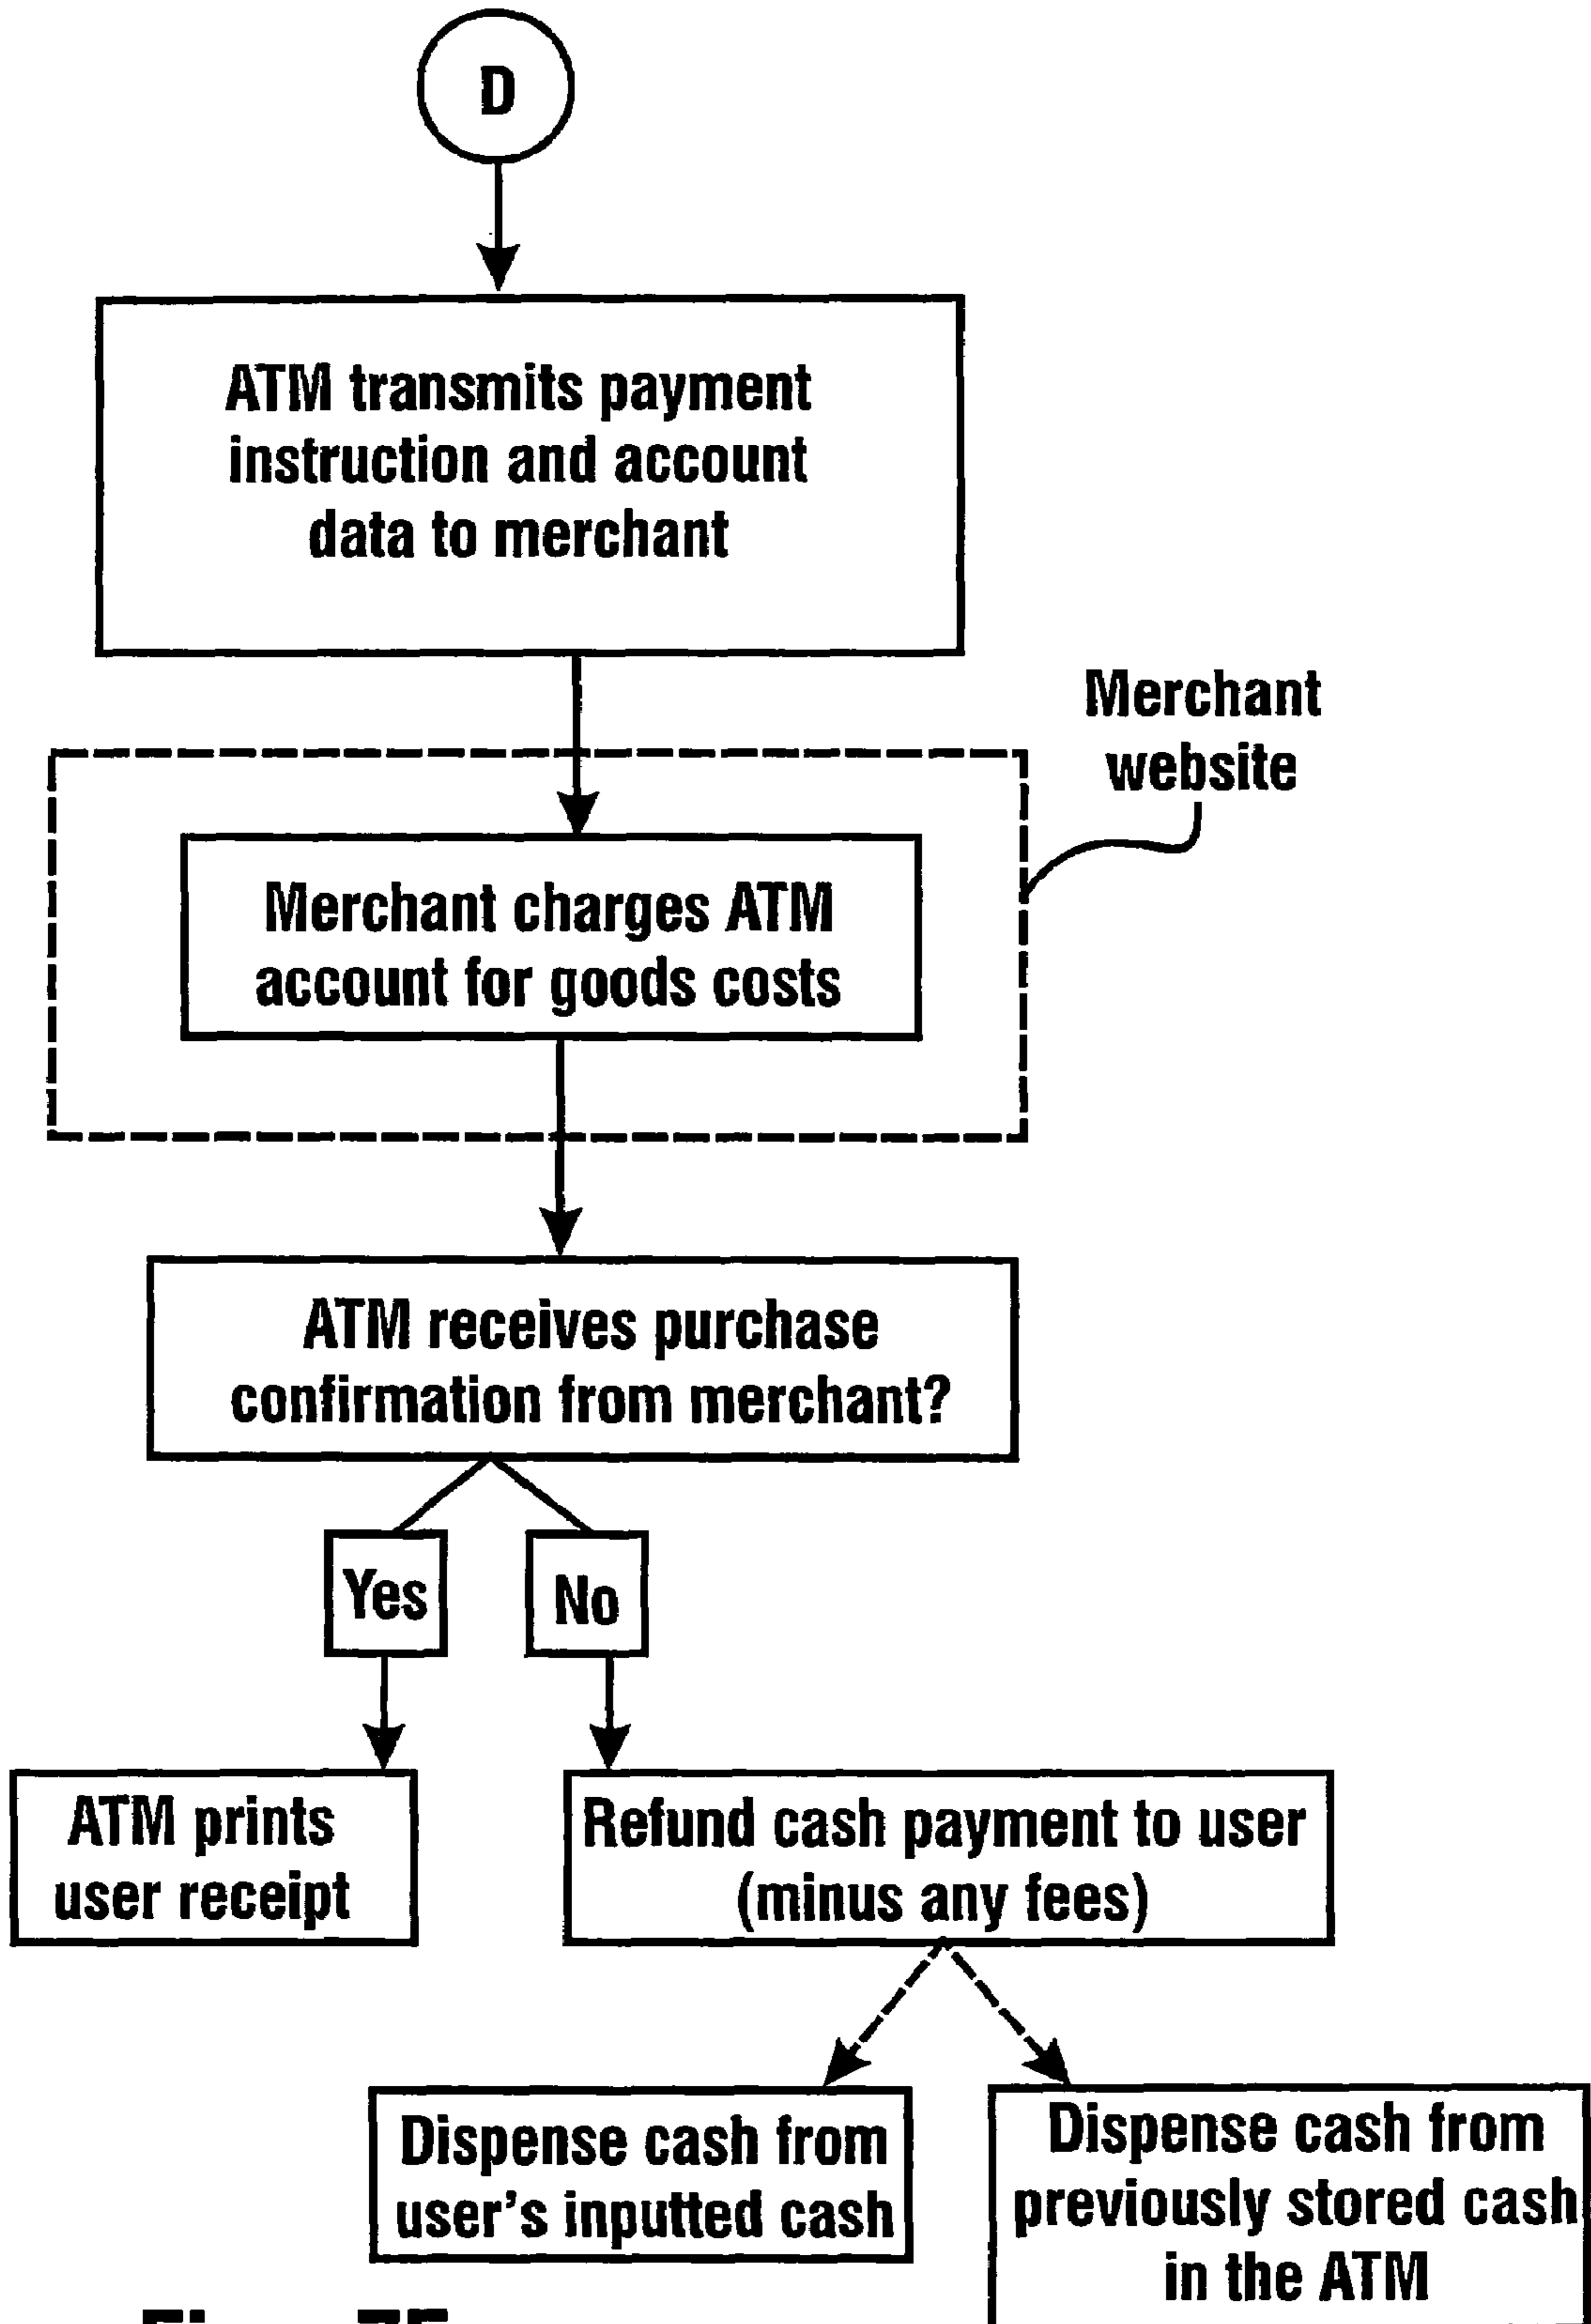 D
ATM transmits payment
instruction and account
data to merchant
Merchant
website
Merchant charges ATM
account for goods costs
ATM receives purchase
confirmation from merchant?
Yes
No
ATM prints
user receipt
Refund cash payment to user
(minus any fees)
Dispense cash from
user's inputted cash
Dispense cash from
previously stored cash
in the ATM